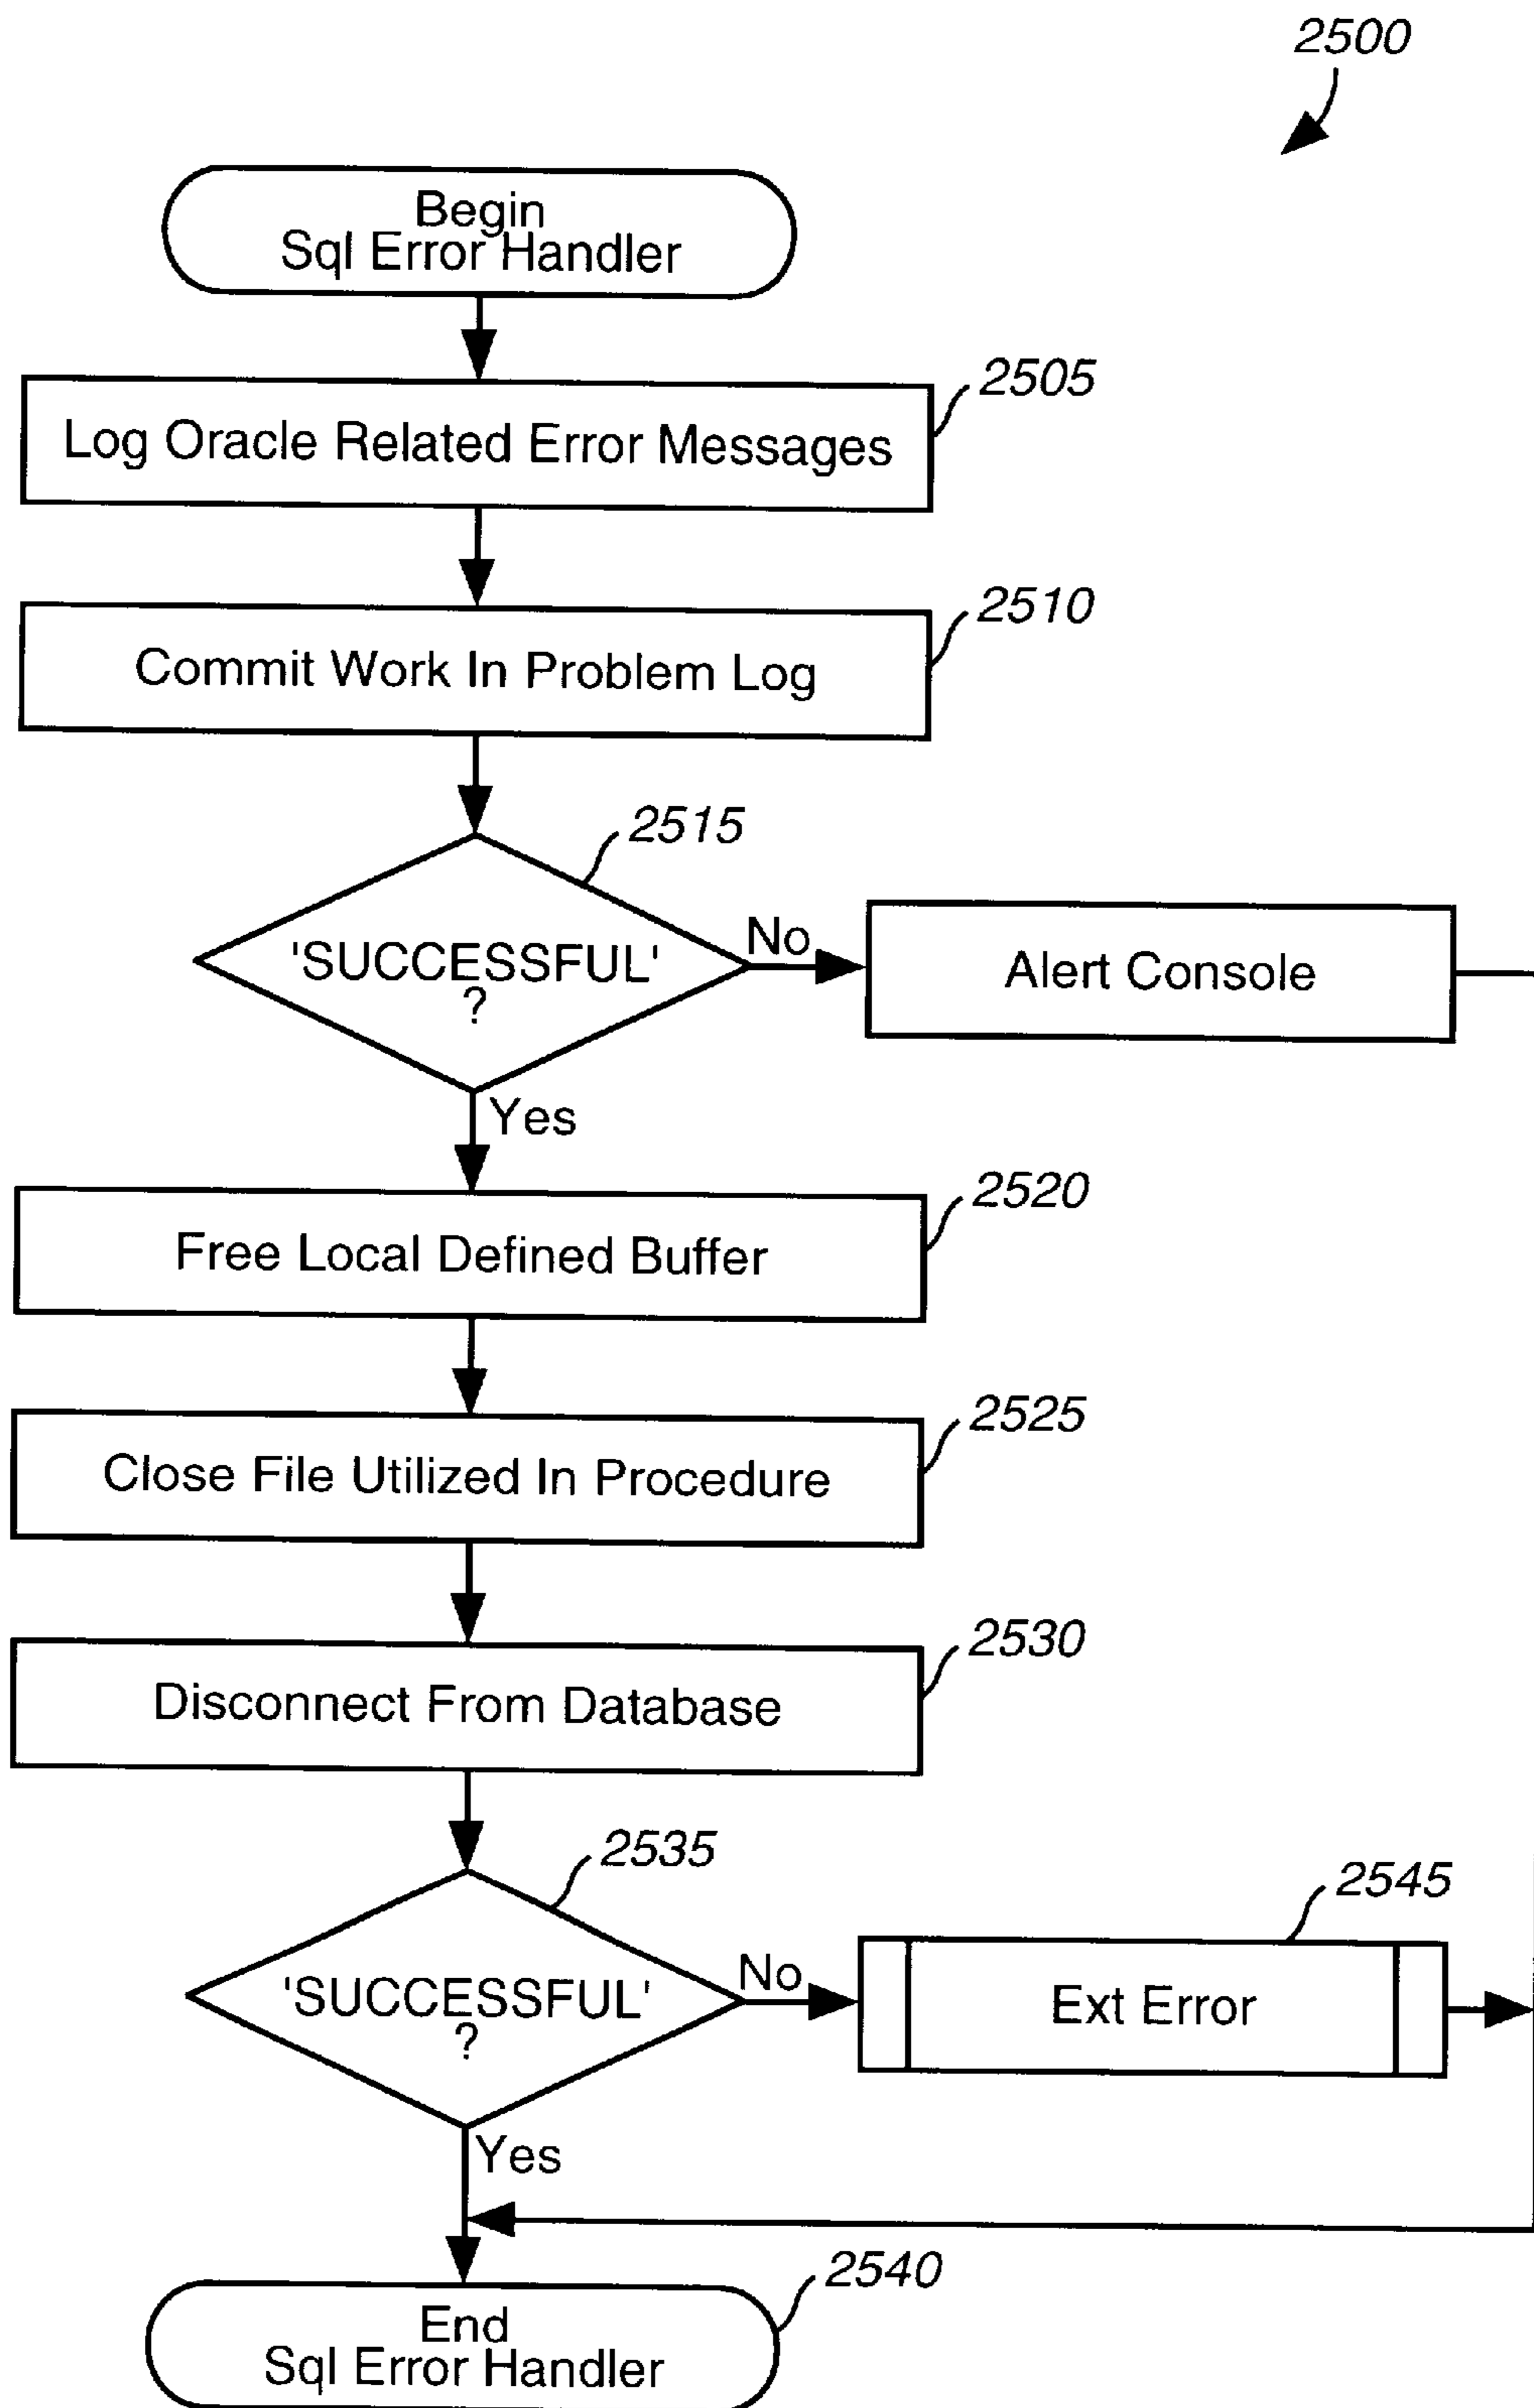 2500
Begin
Sql Error Handler
2505
Log Oracle Related Error Messages
2510
Commit Work In Problem Log
2515
'SUCCESSFUL'
?
No
Alert Console
Yes
2520
Free Local Defined Buffer
2525
Close File Utilized In Procedure
2530
Disconnect From Database
2535
'SUCCESSFUL'
?
No
2545
Ext Error
Yes
2540
End
Sql Error Handler